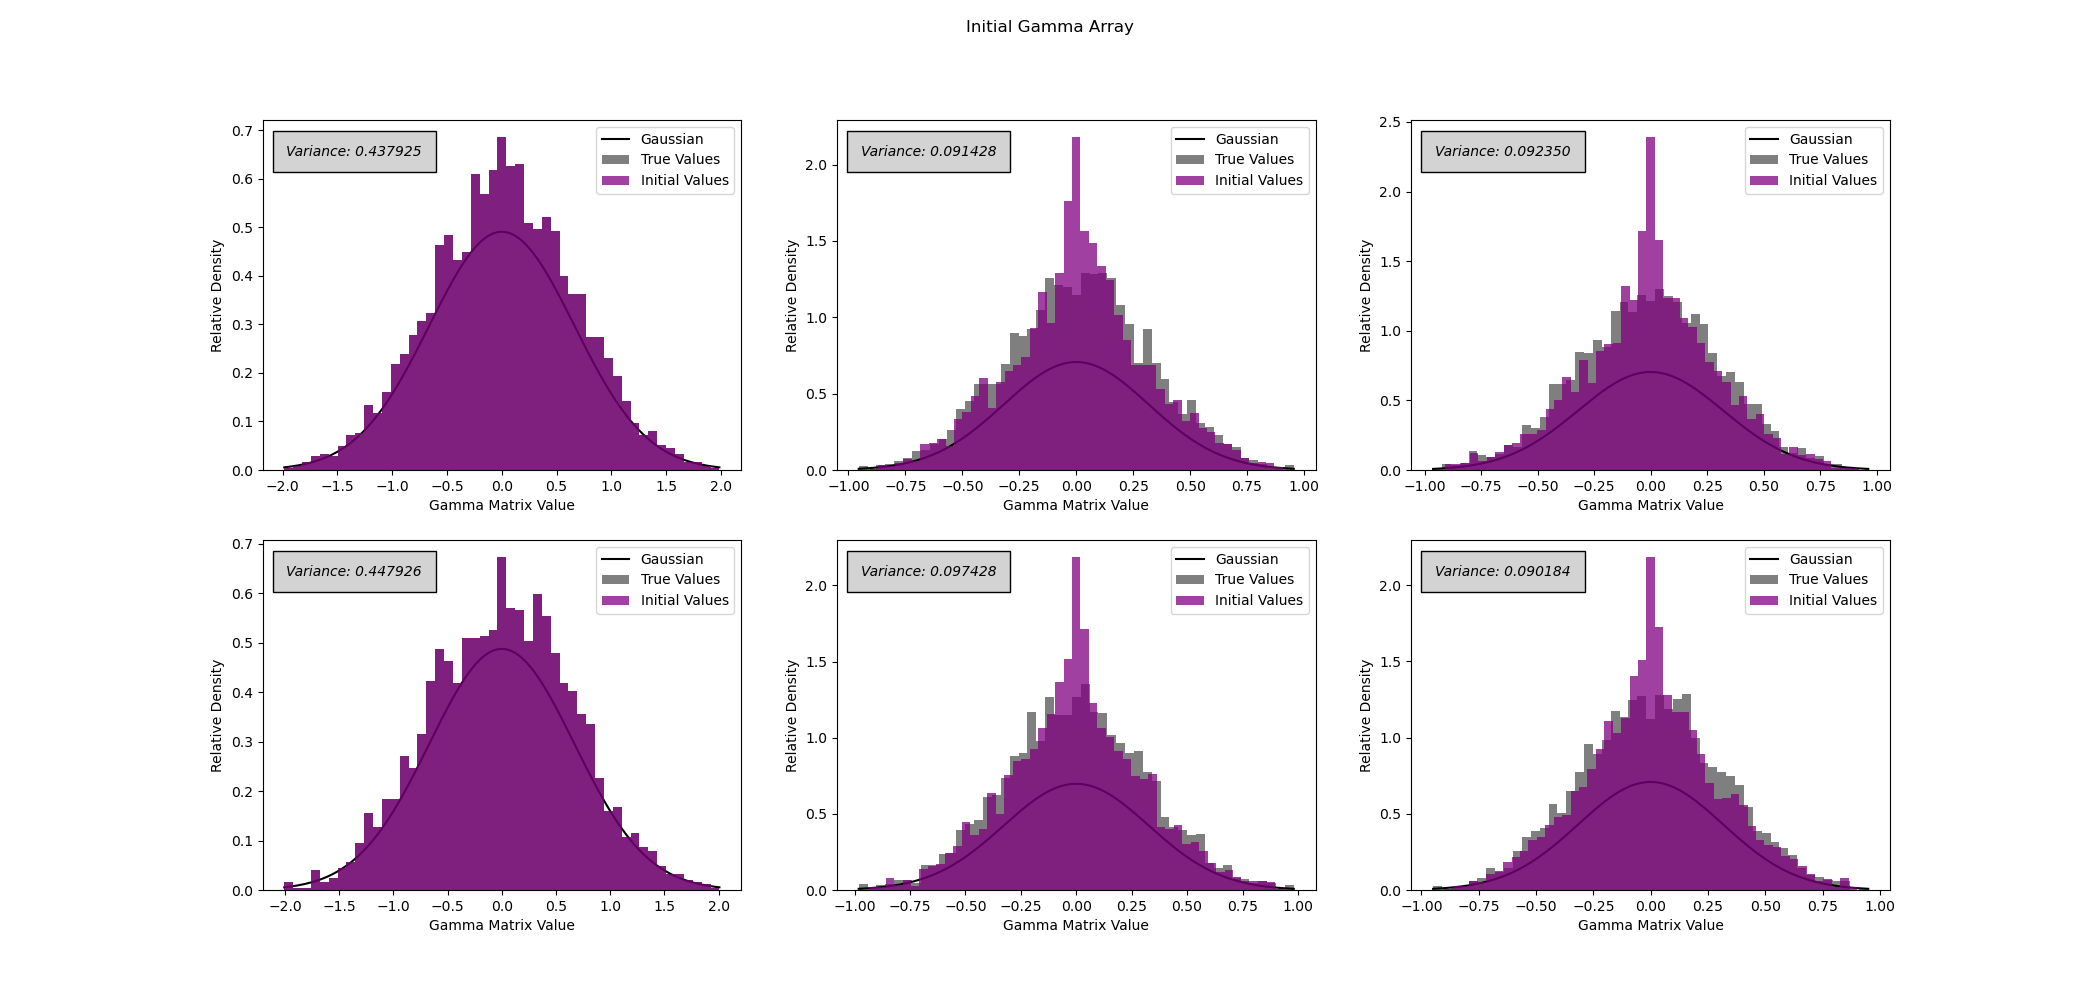 Initial Gamma Array
Variance: 0.437925
Gaussian
True Values
Initial Values
0.7
0.6
0.5
0.4
0.3
0.2
0.1
0.0
Relative Density
−2.0 −1.5 −1.0 −0.5 0.0 0.5 1.0 1.5 2.0
Gamma Matrix Value
Variance: 0.091428
Gaussian
True Values
Initial Values
2.0
1.5
1.0
0.5
0.0
Relative Density
−1.00 −0.75 −0.50 −0.25 0.00 0.25 0.50 0.75 1.00
Gamma Matrix Value
Variance: 0.092350
Gaussian
True Values
Initial Values
2.5
2.0
1.5
1.0
0.5
0.0
Relative Density
−1.00 −0.75 −0.50 −0.25 0.00 0.25 0.50 0.75 1.00
Gamma Matrix Value
Variance: 0.447926
Gaussian
True Values
Initial Values
0.7
0.6
0.5
0.4
0.3
0.2
0.1
0.0
Relative Density
−2.0 −1.5 −1.0 −0.5 0.0 0.5 1.0 1.5 2.0
Gamma Matrix Value
Variance: 0.097428
Gaussian
True Values
Initial Values
2.0
1.5
1.0
0.5
0.0
Relative Density
−1.00 −0.75 −0.50 −0.25 0.00 0.25 0.50 0.75 1.00
Gamma Matrix Value
Variance: 0.090184
Gaussian
True Values
Initial Values
2.0
1.5
1.0
0.5
0.0
Relative Density
−1.00 −0.75 −0.50 −0.25 0.00 0.25 0.50 0.75 1.00
Gamma Matrix Value